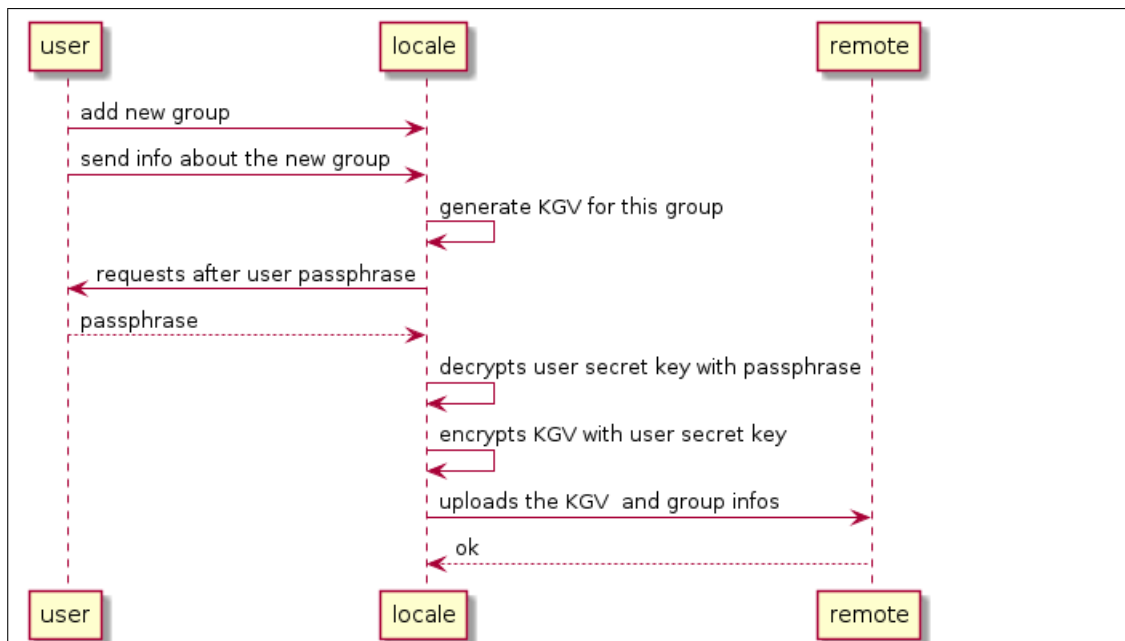 user locale remote
add new group
send info about the new group
generate KGV for this group
requests after user passphrase
passphrase
decrypts user secret key with passphrase
encrypts KGV with user secret key
uploads the KGV  and group infos
ok
user locale remote